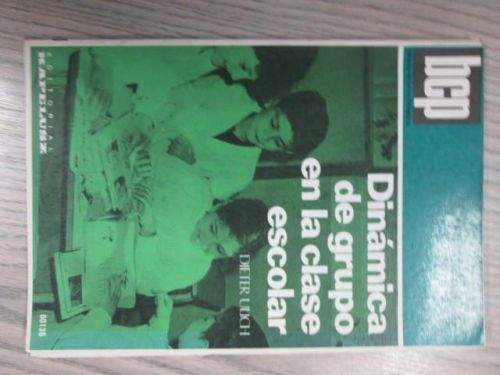 bcp
Dinámica
de grupo
en la clase
escolar
DIETER ULICH
EDITORIAL
KAPELUSZ
00136